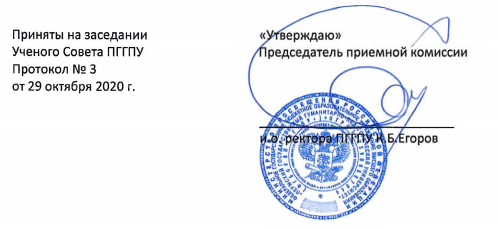 Приняты на заседании
Ученого Совета ПГГПУ
Протокол № 3
от 29 октября 2020 г.
«Утверждаю»
Председатель приемной комиссии
и.о. ректора ПГГПУ К.Б.Егоров